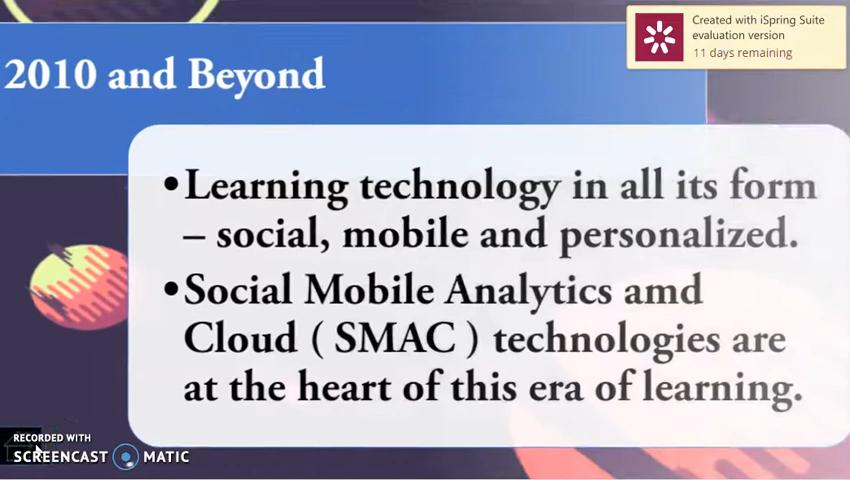 Created with iSpring Suite
evaluation version
11 days remaining
2010 and Beyond
•Learning technology in all its form
– social, mobile and personalized.
•Social Mobile Analytics amd
Cloud ( SMAC ) technologies are
at the heart of this era of learning.
RECORDED WITH
SCREENCAST MATIC